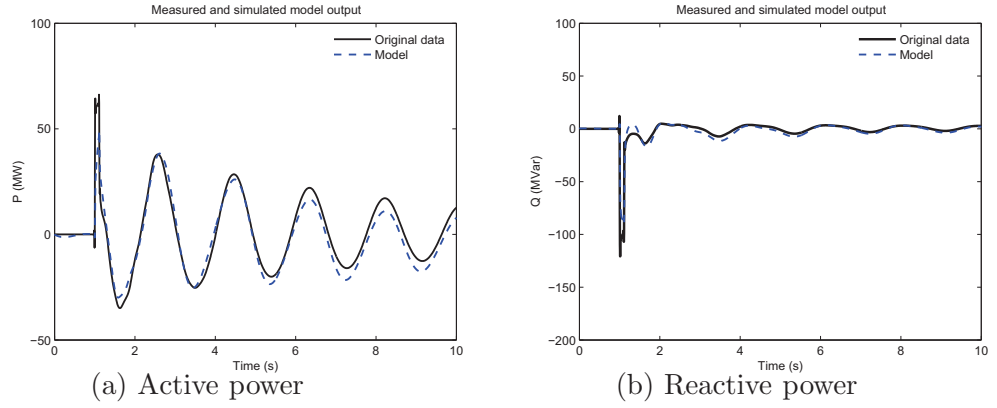 Measured and simulated model output
100
50
0
−50
P (MW)
Original data
Model
0
2
4
6
8
10
Time (s)
(a) Active power
Measured and simulated model output
100
50
0
−50
−100
−150
−200
Q (MVar)
Original data
Model
0
2
4
6
8
10
Time (s)
(b) Reactive power